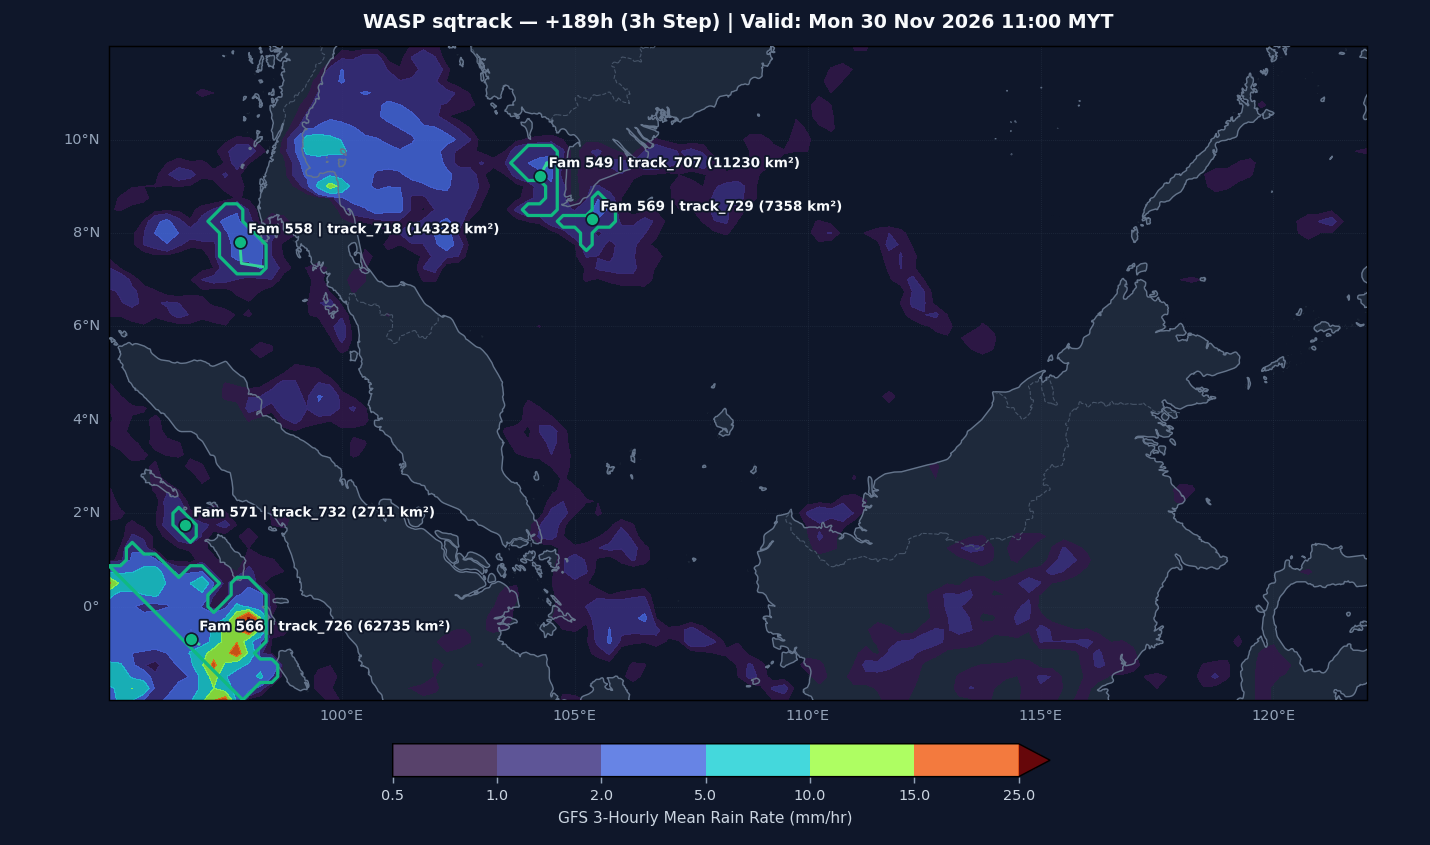 WASP sqtrack — +189h (3h Step) | Valid: Mon 30 Nov 2026 11:00 MYT
10°N
8°N
6°N
4°N
2°N
0°
Fam 549 | track_707 (11230 km²)
Fam 569 | track_729 (7358 km²)
Fam 558 | track_718 (14328 km²)
Fam 571 | track_732 (2711 km²)
Fam 566 | track_726 (62735 km²)
100°E 105°E 110°E 115°E 120°E
0.5 1.0 2.0 5.0 10.0 15.0 25.0
GFS 3-Hourly Mean Rain Rate (mm/hr)